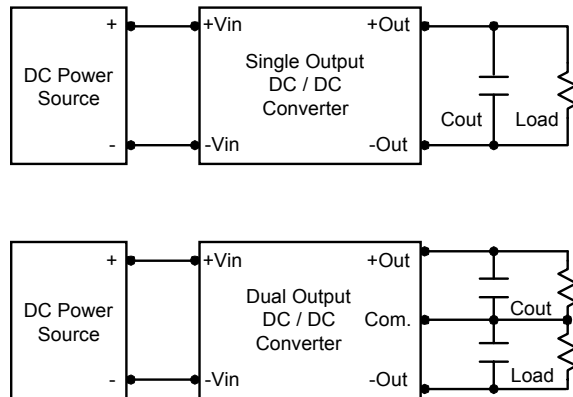 + +Vin +Out
DC Power
Source
Single Output
DC / DC
Converter
Cout Load
- -Vin -Out
+ +Vin +Out
DC Power
Source
Dual Output
DC / DC
Converter
Com.
Cout
- -Vin -Out
Load